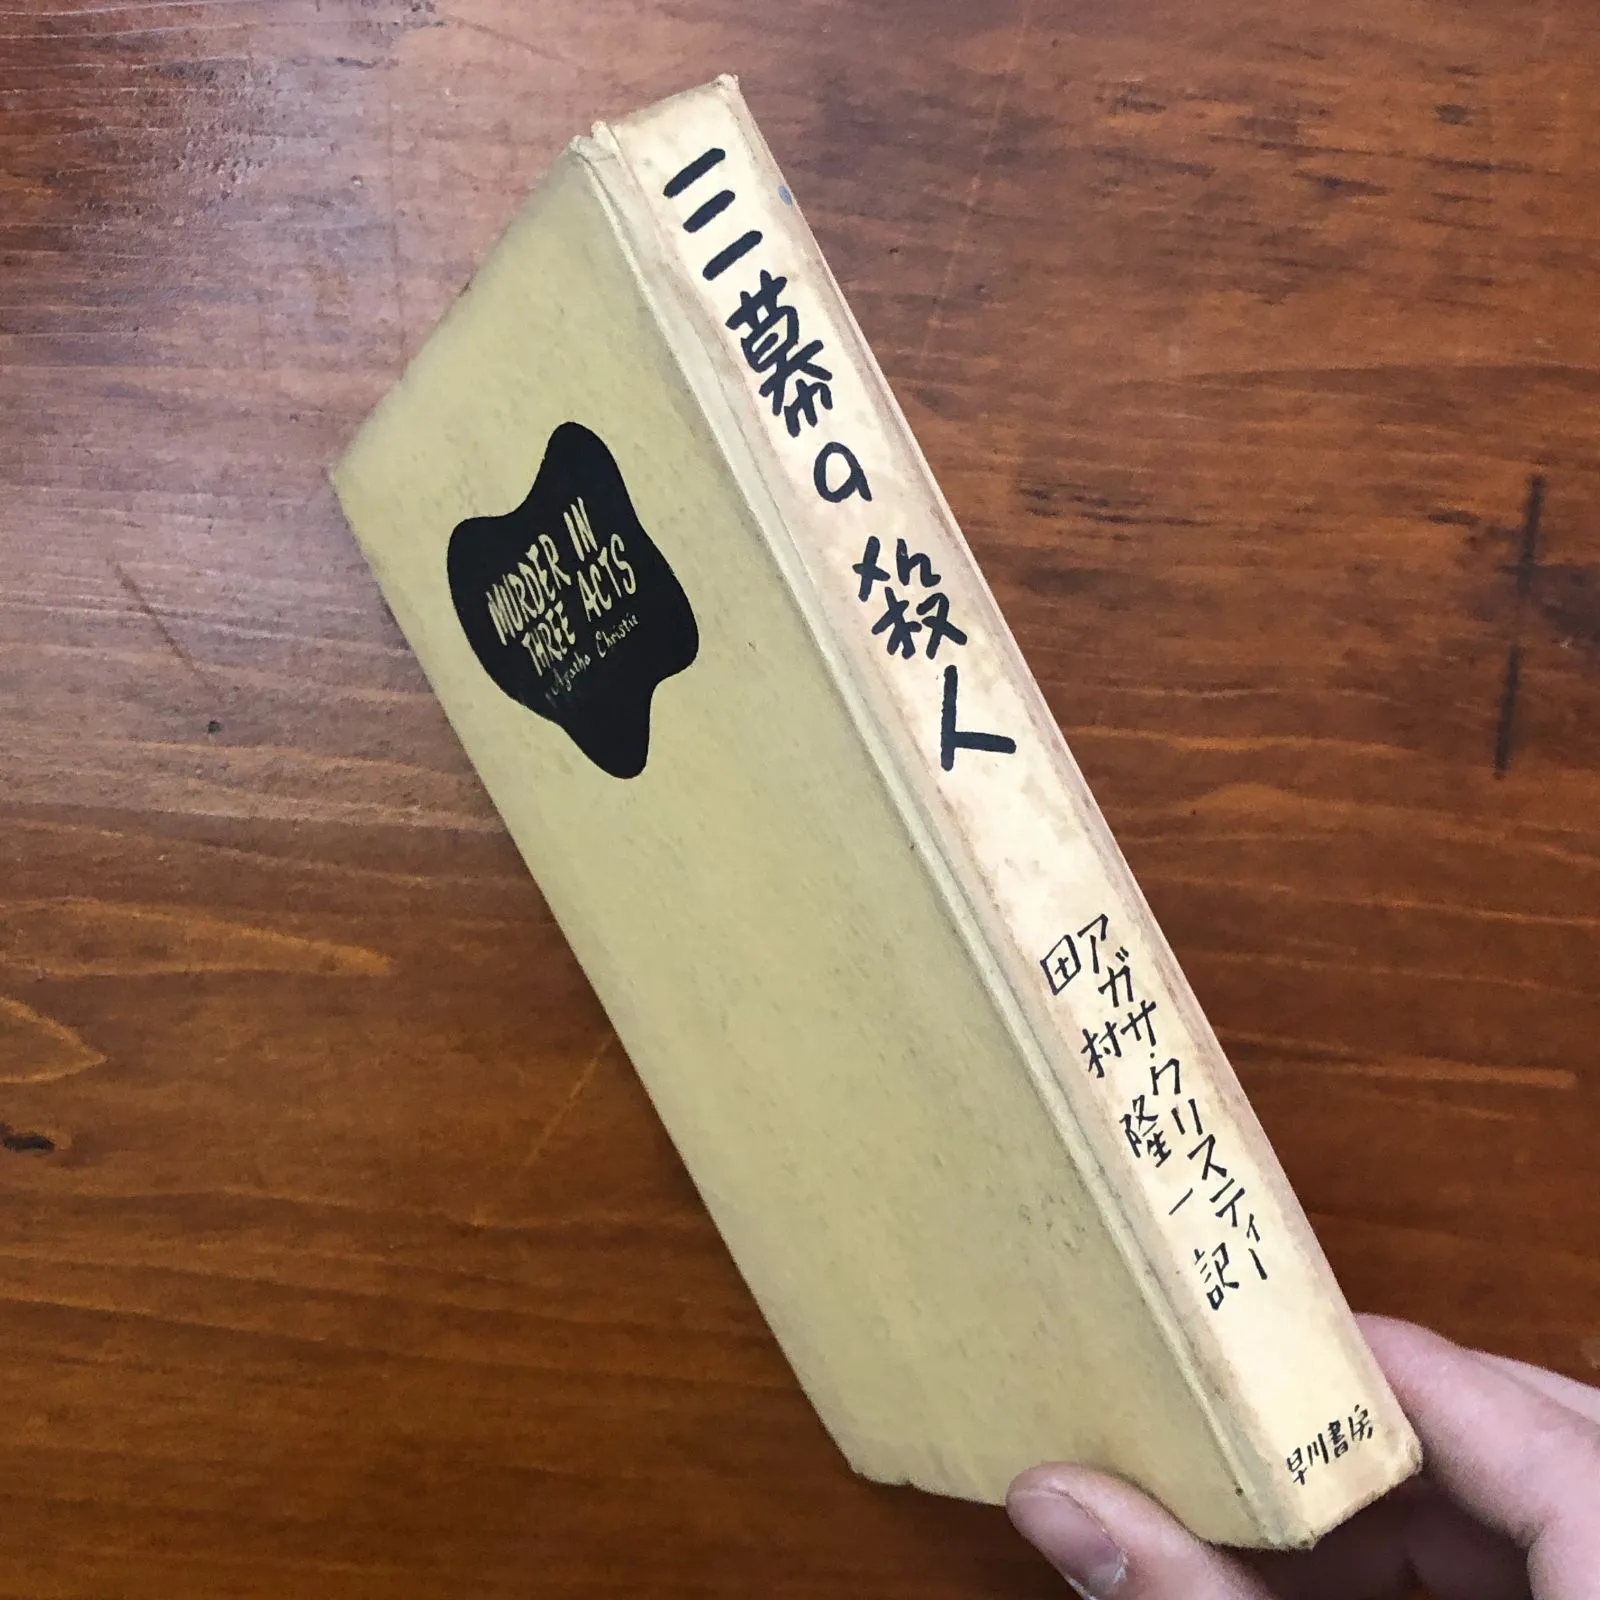 三幕の殺人
アガサ・クリスティー
田村隆一訳
早川書房
MURDER IN
THREE ACTS
Agatha Christie